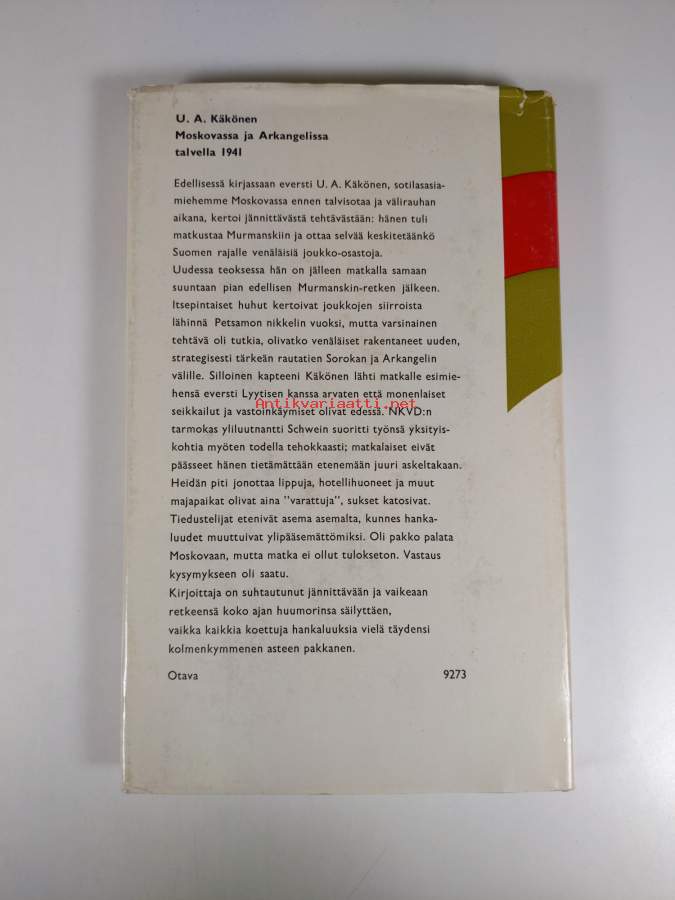 U. A. Käkönen
Moskovassa ja Arkangelissa
talvella 1941
Edellisessä kirjassaan eversti U. A. Käkönen, sotilasasia-
miehemme Moskovassa ennen talvisotaa ja välirauhan
aikana, kertoi jännittävästä tehtävästään: hänen tuli
matkustaa Murmanskiin ja ottaa selvää keskitetäänkö
Suomen rajalle venäläisiä joukko-osastoja.
Uudessa teoksessa hän on jälleen matkalla samaan
suuntaan pian edellisen Murmanskin-retken jälkeen.
Itsepintaiset huhut kertoivat joukkojen siirroista
lähinnä Petsamon nikkelin vuoksi, mutta varsinainen
tehtävä oli tutkia, olivatko venäläiset rakentaneet uuden,
strategisesti tärkeän rautatien Sorokan ja Arkangelin
välille. Silloinen kapteeni Käkönen lähti matkalle esimie-
hensä eversti Lyytisen kanssa arvaten että monenlaiset
seikkailut ja vastoinkäymiset olivat edessä. NKVD:n
Antikvariaatti.net
tarmokas yliluutnantti Schwein suoritti työnsä yksityis-
kohtia myöten todella tehokkaasti; matkalaiset eivät
päässeet hänen tietämättään etenemään juuri askeltakaan.
Heidän piti jonottaa lippuja, hotellihuoneet ja muut
majapaikat olivat aina "varattuja", sukset katosivat.
Tiedustelijat etenivät asema asemalta, kunnes hanka-
luudet muuttuivat ylipääsemättömiksi. Oli pakko palata
Moskovaan, mutta matka ei ollut tulokseton. Vastaus
kysymykseen oli saatu.
Kirjoittaja on suhtautunut jännittävään ja vaikeaan
retkeensä koko ajan huumorinsa säilyttäen,
vaikka kaikkia koettuja hankaluuksia vielä täydensi
kolmenkymmenen asteen pakkanen.
Otava 9273